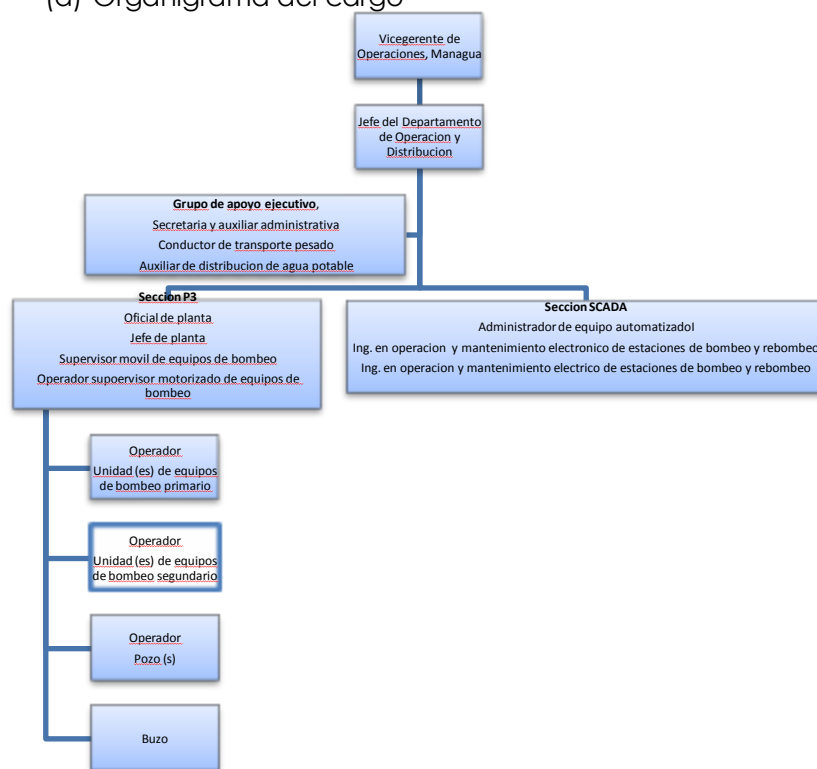 (a) Organigrama del cargo
Vicegerente de
Operaciones, Managua
Jefe del Departamento
de Operacion y
Distribucion
Grupo de apoyo ejecutivo,
Secretaria y auxiliar administrativa
Conductor de transporte pesado
Auxiliar de distribucion de agua potable
Seccion P3
Oficial de planta
Jefe de planta
Supervisor movil de equipos de bombeo
Operador supoervisor motorizado de equipos de
bombeo
Seccion SCADA
Administrador de equipo automatizadoI
Ing. en operacion y mantenimiento electronico de estaciones de bombeo y rebombeo
Ing. en operacion y mantenimiento electrico de estaciones de bombeo y rebombeo
Operador
Unidad (es) de equipos
de bombeo primario
Operador
Unidad (es) de equipos
de bombeo segundario
Operador
Pozo (s)
Buzo